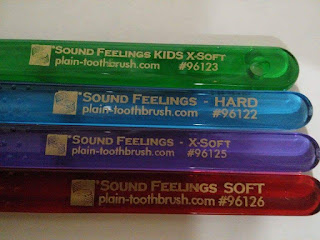 SOUND FEELINGS KIDS X-SOFT
plain-toothbrush.com #96123
SOUND FEELINGS - HARD
plain-toothbrush.com #96122
SOUND FEELINGS - X-SOFT
plain-toothbrush.com #96125
SOUND FEELINGS SOFT
plain-toothbrush.com #96126